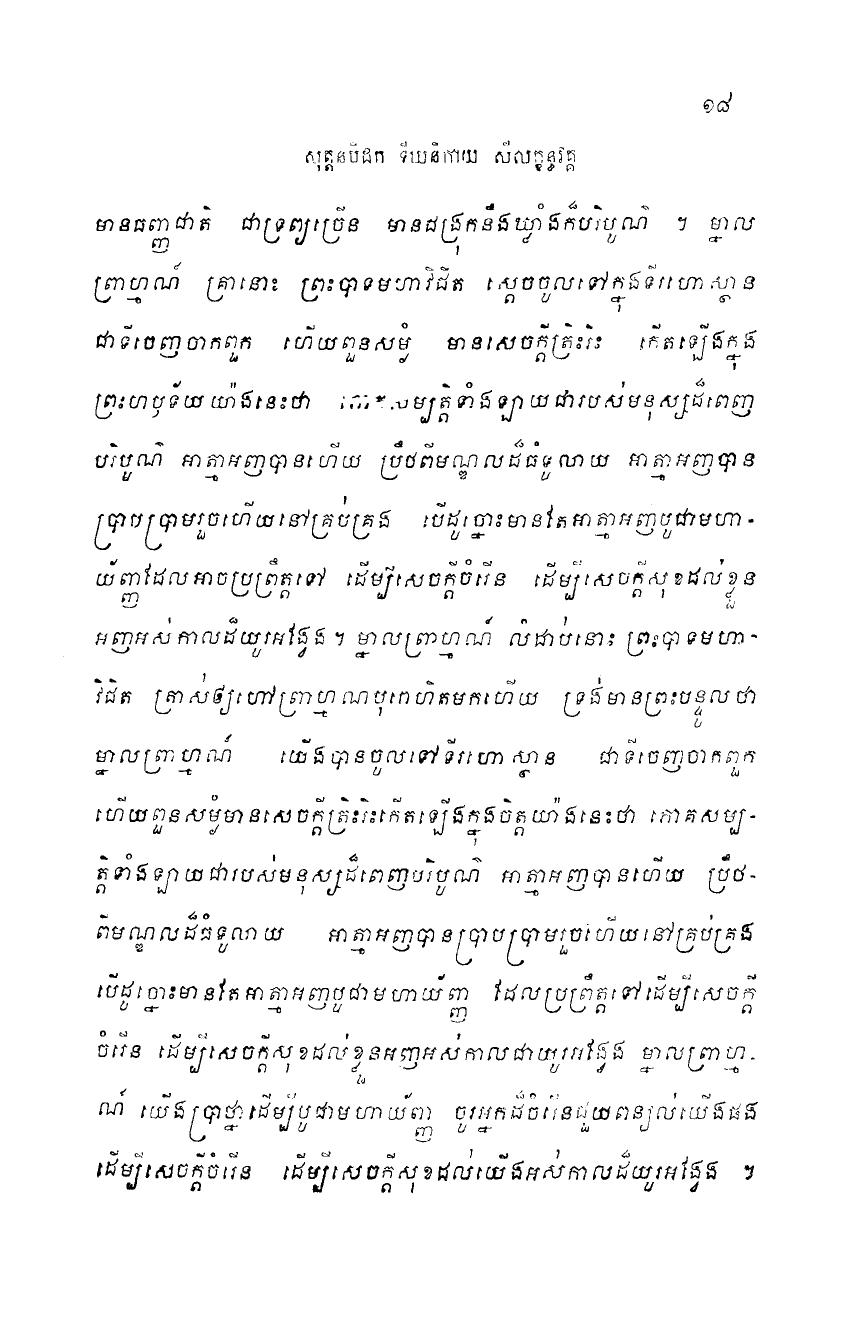 ១៨
សុត្តន្តបិដក ទីឃនិកាយ សីលក្ខន្ធវគ្គ
មានធញ្ញជាតិ ជាទ្រព្យច្រើន មានជង្រុកនឹងឃ្លាំងក៏បរិបូណ៌ ។ ម្នាល
ព្រាហ្មណ៍ គ្រានោះ ព្រះបាទមហាវិជិត ស្តេចចូលទៅក្នុងទីរហោស្ថាន
ជាទីចេញចាកពួក ហើយពួនសម្ងំ មានសេចក្តីត្រិះរិះ កើតឡើងក្នុង
ព្រះហឫទ័យយ៉ាងនេះថា សម្បត្តិទាំងឡាយជារបស់មនុស្សដ៏ពេញ
បរិបូណ៌ អាត្មាអញបានហើយ ប្រឹថពីមណ្ឌលដ៏ធំទូលាយ អាត្មាអញបាន
ប្រាបប្រាមរួចហើយនៅគ្រប់គ្រង បើដូច្នោះមានតែអាត្មាអញបូជាមហា-
យ័ញ្ញដែលអាចប្រព្រឹត្តទៅ ដើម្បីសេចក្តីចំរើន ដើម្បីសេចក្តីសុខដល់ខ្លួន
អញអស់កាលដ៏យូរអង្វែង ។ ម្នាលព្រាហ្មណ៍ លំដាប់នោះ ព្រះបាទមហា-
វិជិត ត្រាស់ឲ្យហៅព្រាហ្មណបុរោហិតមកហើយ ទ្រង់មានព្រះបន្ទូលថា
ម្នាលព្រាហ្មណ៍ យើងបានចូលទៅទីរហោស្ថាន ជាទីចេញចាកពួក
ហើយពួនសម្ងំមានសេចក្តីត្រិះរិះកើតឡើងក្នុងចិត្តយ៉ាងនេះថា ភោគសម្ប-
ត្តិទាំងឡាយជារបស់មនុស្សដ៏ពេញបរិបូណ៌ អាត្មាអញបានហើយ ប្រឹថ-
ពីមណ្ឌលដ៏ធំទូលាយ អាត្មាអញបានប្រាបប្រាមរួចហើយនៅគ្រប់គ្រង
បើដូច្នោះមានតែអាត្មាអញបូជាមហាយ័ញ្ញ ដែលប្រព្រឹត្តទៅដើម្បីសេចក្តី
ចំរើន ដើម្បីសេចក្តីសុខដល់ខ្លួនអញអស់កាលជាយូរអង្វែង ម្នាលព្រាហ្ម-
ណ៍ យើងប្រាថ្នាដើម្បីបូជាមហាយ័ញ្ញ ចូរអ្នកដ៏ចំរើនជួយពន្យល់យើងផង
ដើម្បីសេចក្តីចំរើន ដើម្បីសេចក្តីសុខដល់យើងអស់កាលដ៏យូរអង្វែង ។